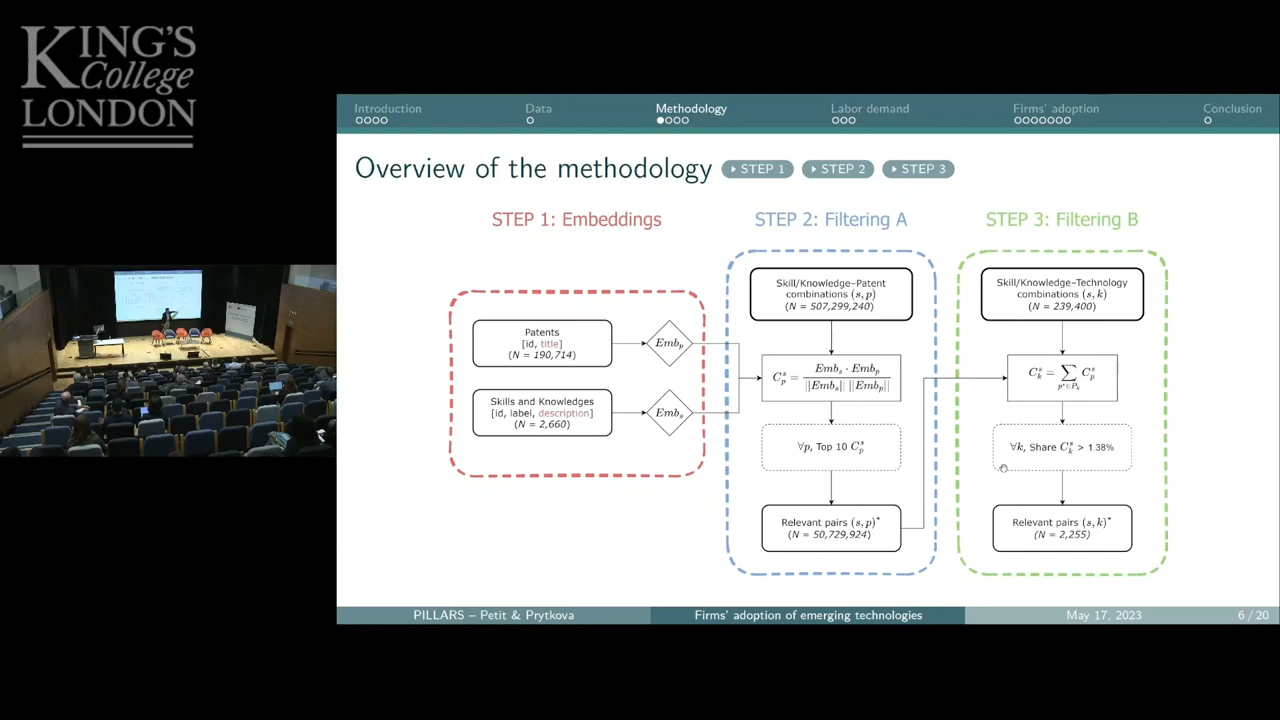 KING'S
College
LONDON
Introduction
Data
Methodology
Labor demand
Firms' adoption
Conclusion
Overview of the methodology
STEP 1
STEP 2
STEP 3
STEP 1: Embeddings
STEP 2: Filtering A
STEP 3: Filtering B
Patents
[id, title]
(N = 190,714)
Emb_p
Skills and Knowledges
[id, label, description]
(N = 2,660)
Emb_s
Skill/Knowledge–Patent
combinations (s, p)
(N = 507,299,240)
C_p^s = Emb_s · Emb_p / ||Emb_s|| ||Emb_p||
∀p, Top 10 C_p^s
Relevant pairs (s, p)*
(N = 50,729,924)
Skill/Knowledge–Technology
combinations (s, k)
(N = 239,400)
C_k^s = ∑ p*∈P_k C_p^s
∀k, Share C_k^s > 1.38%
Relevant pairs (s, k)*
(N = 2,255)
PILLARS – Petit & Prytkova
Firms' adoption of emerging technologies
May 17, 2023
6 / 20